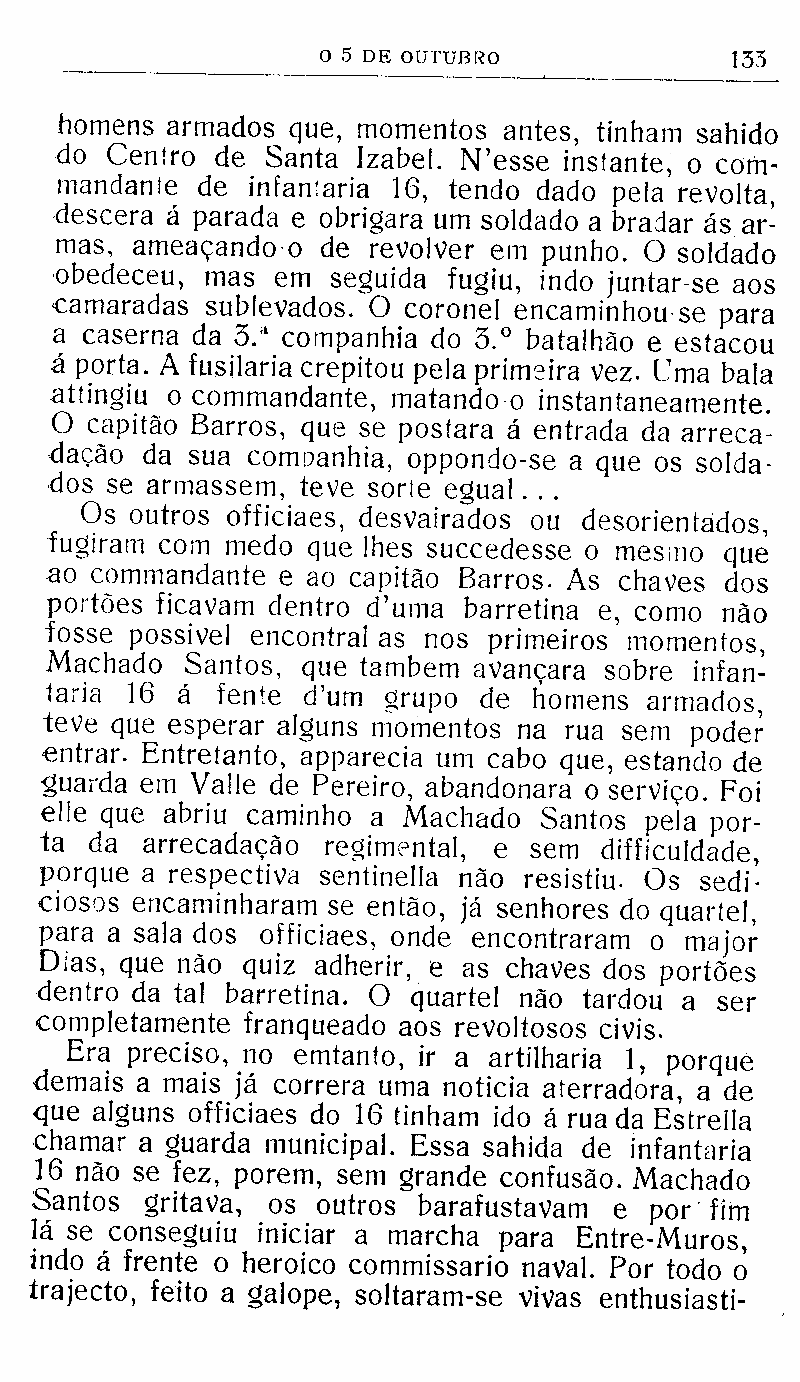 O 5 DE OUTUBRO 133
homens armados que, momentos antes, tinham sahido
do Centro de Santa Izabel. N'esse instante, o com-
mandante de infantaria 16, tendo dado pela revolta,
descera á parada e obrigara um soldado a bradar ás ar-
mas, ameaçando-o de revolver em punho. O soldado
obedeceu, mas em seguida fugiu, indo juntar-se aos
camaradas sublevados. O coronel encaminhou-se para
a caserna da 3.ª companhia do 3.º batalhão e estacou
á porta. A fusilaria crepitou pela primeira vez. Uma bala
attingiu o commandante, matando-o instantaneamente.
O capitão Barros, que se postara á entrada da arreca-
dação da sua companhia, oppondo-se a que os solda-
dos se armassem, teve sorte egual...
Os outros officiaes, desvairados ou desorientados,
fugiram com medo que lhes succedesse o mesmo que
ao commandante e ao capitão Barros. As chaves dos
portões ficavam dentro d'uma barretina e, como não
fosse possivel encontral as nos primeiros momentos,
Machado Santos, que tambem avançara sobre infan-
taria 16 á fente d'um grupo de homens armados,
teve que esperar alguns momentos na rua sem poder
entrar. Entretanto, apparecia um cabo que, estando de
guarda em Valle de Pereiro, abandonara o serviço. Foi
elle que abriu caminho a Machado Santos pela por-
ta da arrecadação regimental, e sem difficuldade,
porque a respectiva sentinella não resistiu. Os sedi-
ciosos encaminharam se então, já senhores do quartel,
para a sala dos officiaes, onde encontraram o major
Dias, que não quiz adherir, e as chaves dos portões
dentro da tal barretina. O quartel não tardou a ser
completamente franqueado aos revoltosos civis.
Era preciso, no emtanto, ir a artilharia 1, porque
demais a mais já correra uma noticia aterradora, a de
que alguns officiaes do 16 tinham ido á rua da Estrella
chamar a guarda municipal. Essa sahida de infantaria
16 não se fez, porem, sem grande confusão. Machado
Santos gritava, os outros barafustavam e por fim
lá se conseguiu iniciar a marcha para Entre-Muros,
indo á frente o heroico commissario naval. Por todo o
trajecto, feito a galope, soltaram-se vivas enthusiasti-